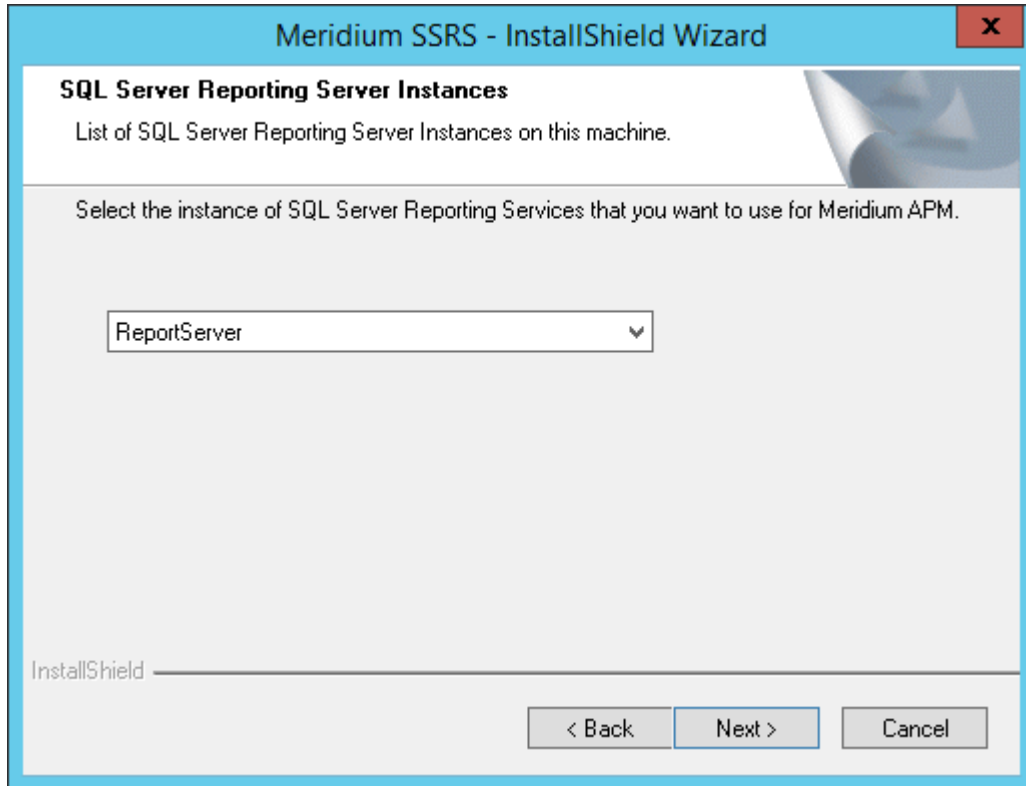 Meridium SSRS - InstallShield Wizard
x
SQL Server Reporting Server Instances
List of SQL Server Reporting Server Instances on this machine.
Select the instance of SQL Server Reporting Services that you want to use for Meridium APM.
ReportServer
InstallShield
< Back Next > Cancel